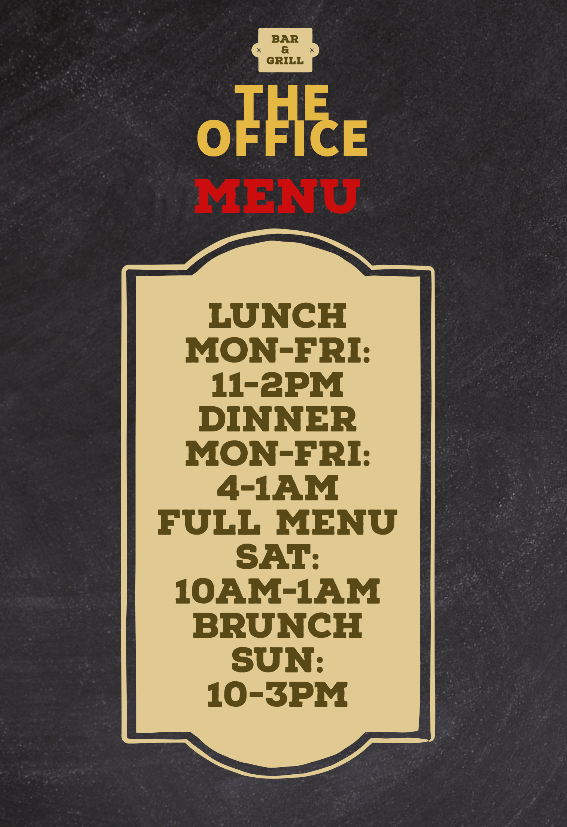 BAR
&
GRILL
THE
OFFICE
MENU
LUNCH
MON-FRI:
11-2PM
DINNER
MON-FRI:
4-1AM
FULL MENU
SAT:
10AM-1AM
BRUNCH
SUN:
10-3PM